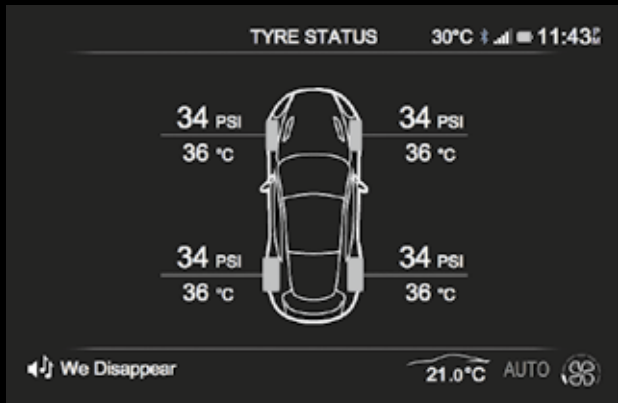 TYRE STATUS 30°C 11:43 PM
34 PSI 34 PSI
36 °C 36 °C
34 PSI 34 PSI
36 °C 36 °C
We Disappear 21.0°C AUTO